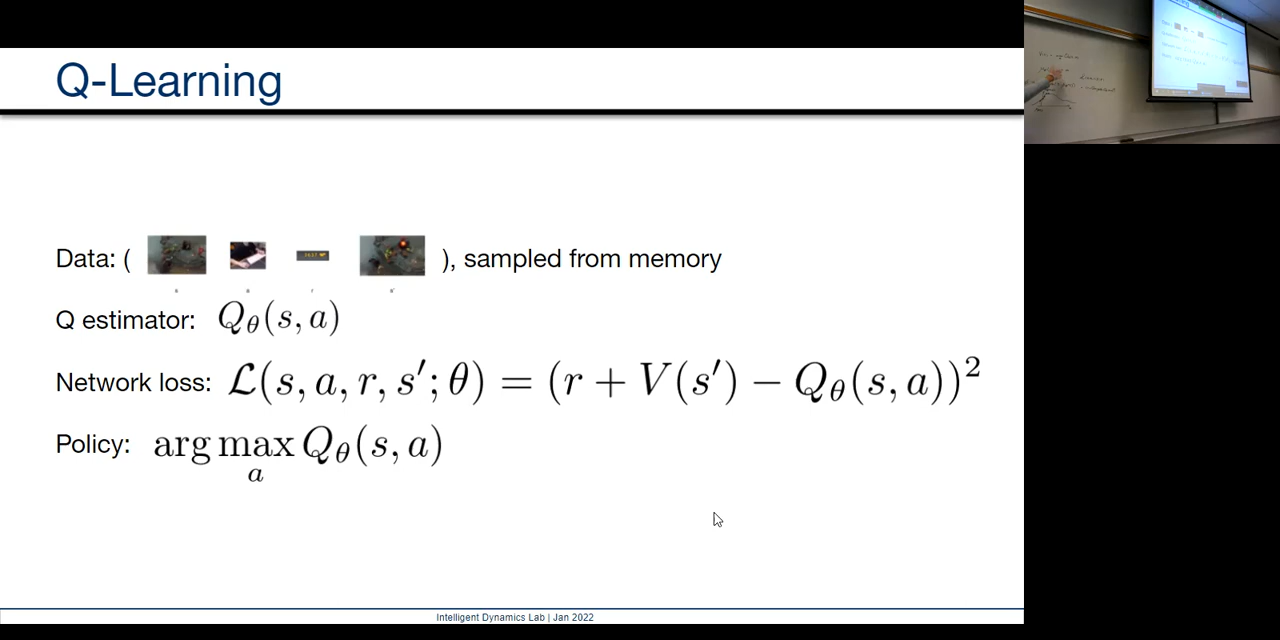 Q-Learning
Data: ( ), sampled from memory
Q estimator: Q_θ(s, a)
Network loss: ℒ(s, a, r, s′; θ) = (r + V(s′) − Q_θ(s, a))²
Policy: arg max_a Q_θ(s, a)
Intelligent Dynamics Lab | Jan 2022